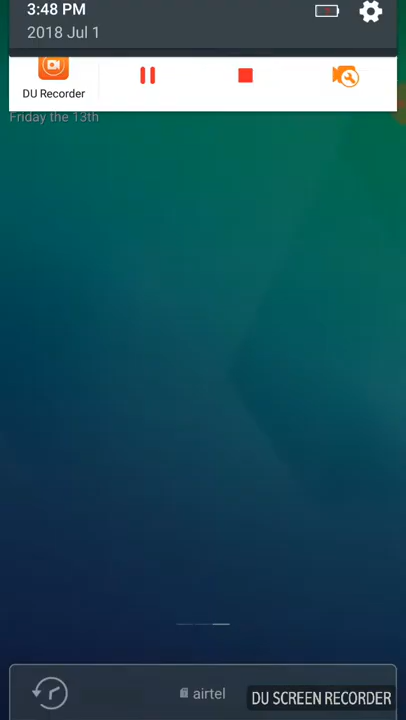 3:48 PM
2018 Jul 1
DU Recorder
Friday the 13th
airtel
DU SCREEN RECORDER